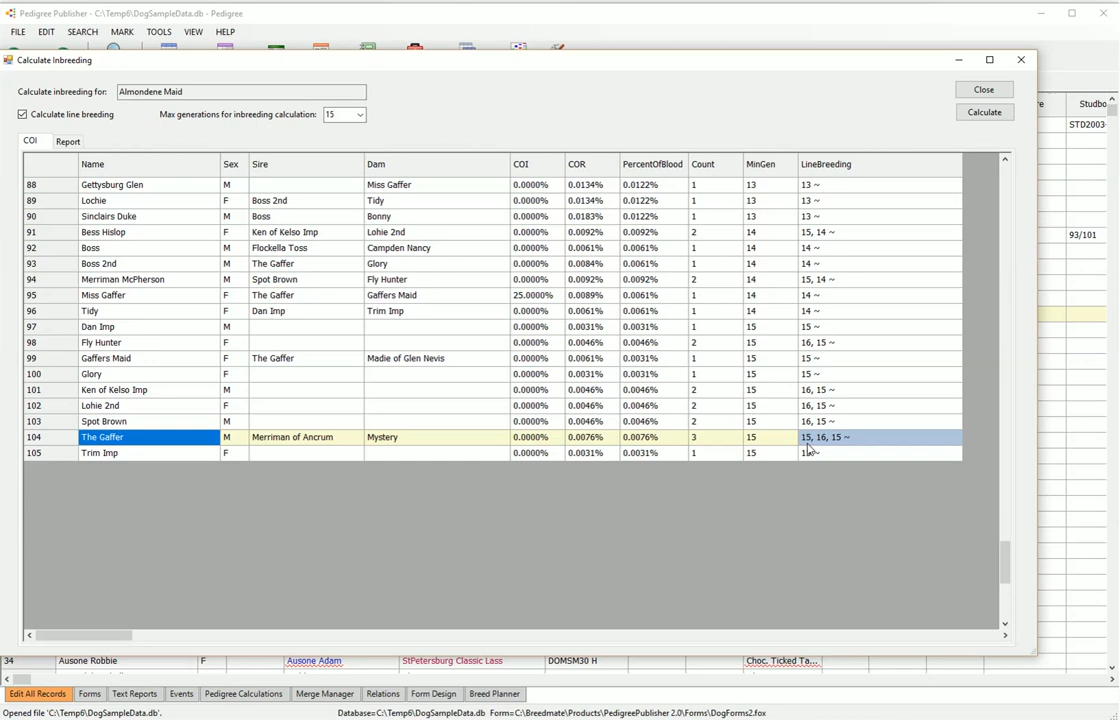 Pedigree Publisher - C:\Temp6\DogSampleData.db - Pedigree
FILE EDIT SEARCH MARK TOOLS VIEW HELP
Calculate Inbreeding
Calculate inbreeding for: Almondene Maid Close
Calculate line breeding Max generations for inbreeding calculation: 15 Calculate
COI Report
Name Sex Sire Dam COI COR PercentOfBlood Count MinGen LineBreeding
88 Gettysburg Glen M Miss Gaffer 0.0000% 0.0134% 0.0122% 1 13 13 ~
89 Lochie F Boss 2nd Tidy 0.0000% 0.0134% 0.0122% 1 13 13 ~
90 Sinclairs Duke M Boss Bonny 0.0000% 0.0183% 0.0122% 1 13 13 ~
91 Bess Hislop F Ken of Kelso Imp Lohie 2nd 0.0000% 0.0092% 0.0092% 2 14 15, 14 ~
92 Boss M Flockella Toss Campden Nancy 0.0000% 0.0061% 0.0061% 1 14 14 ~
93 Boss 2nd M The Gaffer Glory 0.0000% 0.0084% 0.0061% 1 14 14 ~
94 Merriman McPherson M Spot Brown Fly Hunter 0.0000% 0.0092% 0.0092% 2 14 15, 14 ~
95 Miss Gaffer F The Gaffer Gaffers Maid 25.0000% 0.0089% 0.0061% 1 14 14 ~
96 Tidy F Dan Imp Trim Imp 0.0000% 0.0061% 0.0061% 1 14 14 ~
97 Dan Imp M 0.0000% 0.0031% 0.0031% 1 15 15 ~
98 Fly Hunter F 0.0000% 0.0046% 0.0046% 2 15 16, 15 ~
99 Gaffers Maid F The Gaffer Madie of Glen Nevis 0.0000% 0.0061% 0.0031% 1 15 15 ~
100 Glory F 0.0000% 0.0031% 0.0031% 1 15 15 ~
101 Ken of Kelso Imp M 0.0000% 0.0046% 0.0046% 2 15 16, 15 ~
102 Lohie 2nd F 0.0000% 0.0046% 0.0046% 2 15 16, 15 ~
103 Spot Brown M 0.0000% 0.0046% 0.0046% 2 15 16, 15 ~
104 The Gaffer M Merriman of Ancrum Mystery 0.0000% 0.0076% 0.0076% 3 15 15, 16, 15 ~
105 Trim Imp F 0.0000% 0.0031% 0.0031% 1 15 ~
re Studbo
STD2003-
93/101
34 Ausone Robbie F Ausone Adam StPetersburg Classic Lass DOMSM30 H Choc. Ticked Ta...
Edit All Records Forms Text Reports Events Pedigree Calculations Merge Manager Relations Form Design Breed Planner
Opened file 'C:\Temp6\DogSampleData.db'. Database=C:\Temp6\DogSampleData.db Form=C:\Breedmate\Products\PedigreePublisher 2.0\Forms\DogForms2.fox